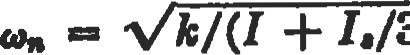 ωₙ = √k/(I + Iₛ/3